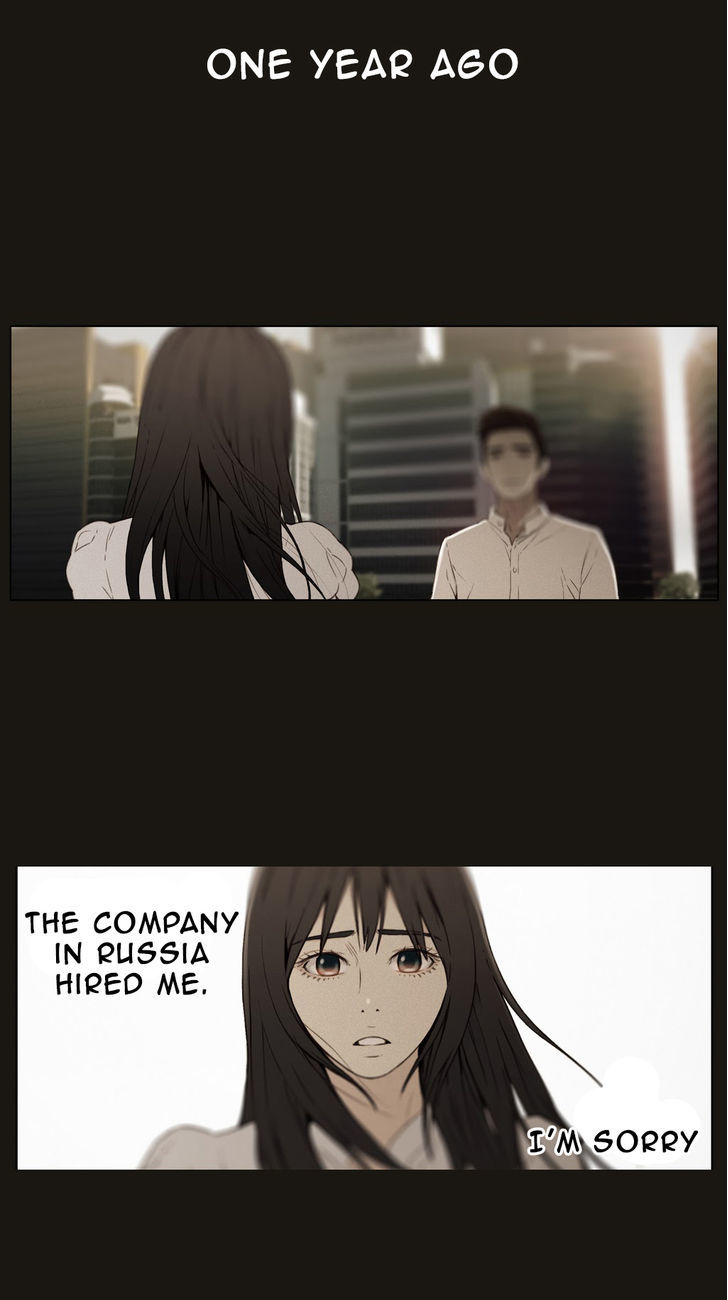 ONE YEAR AGO
THE COMPANY
IN RUSSIA
HIRED ME.
I'M SORRY